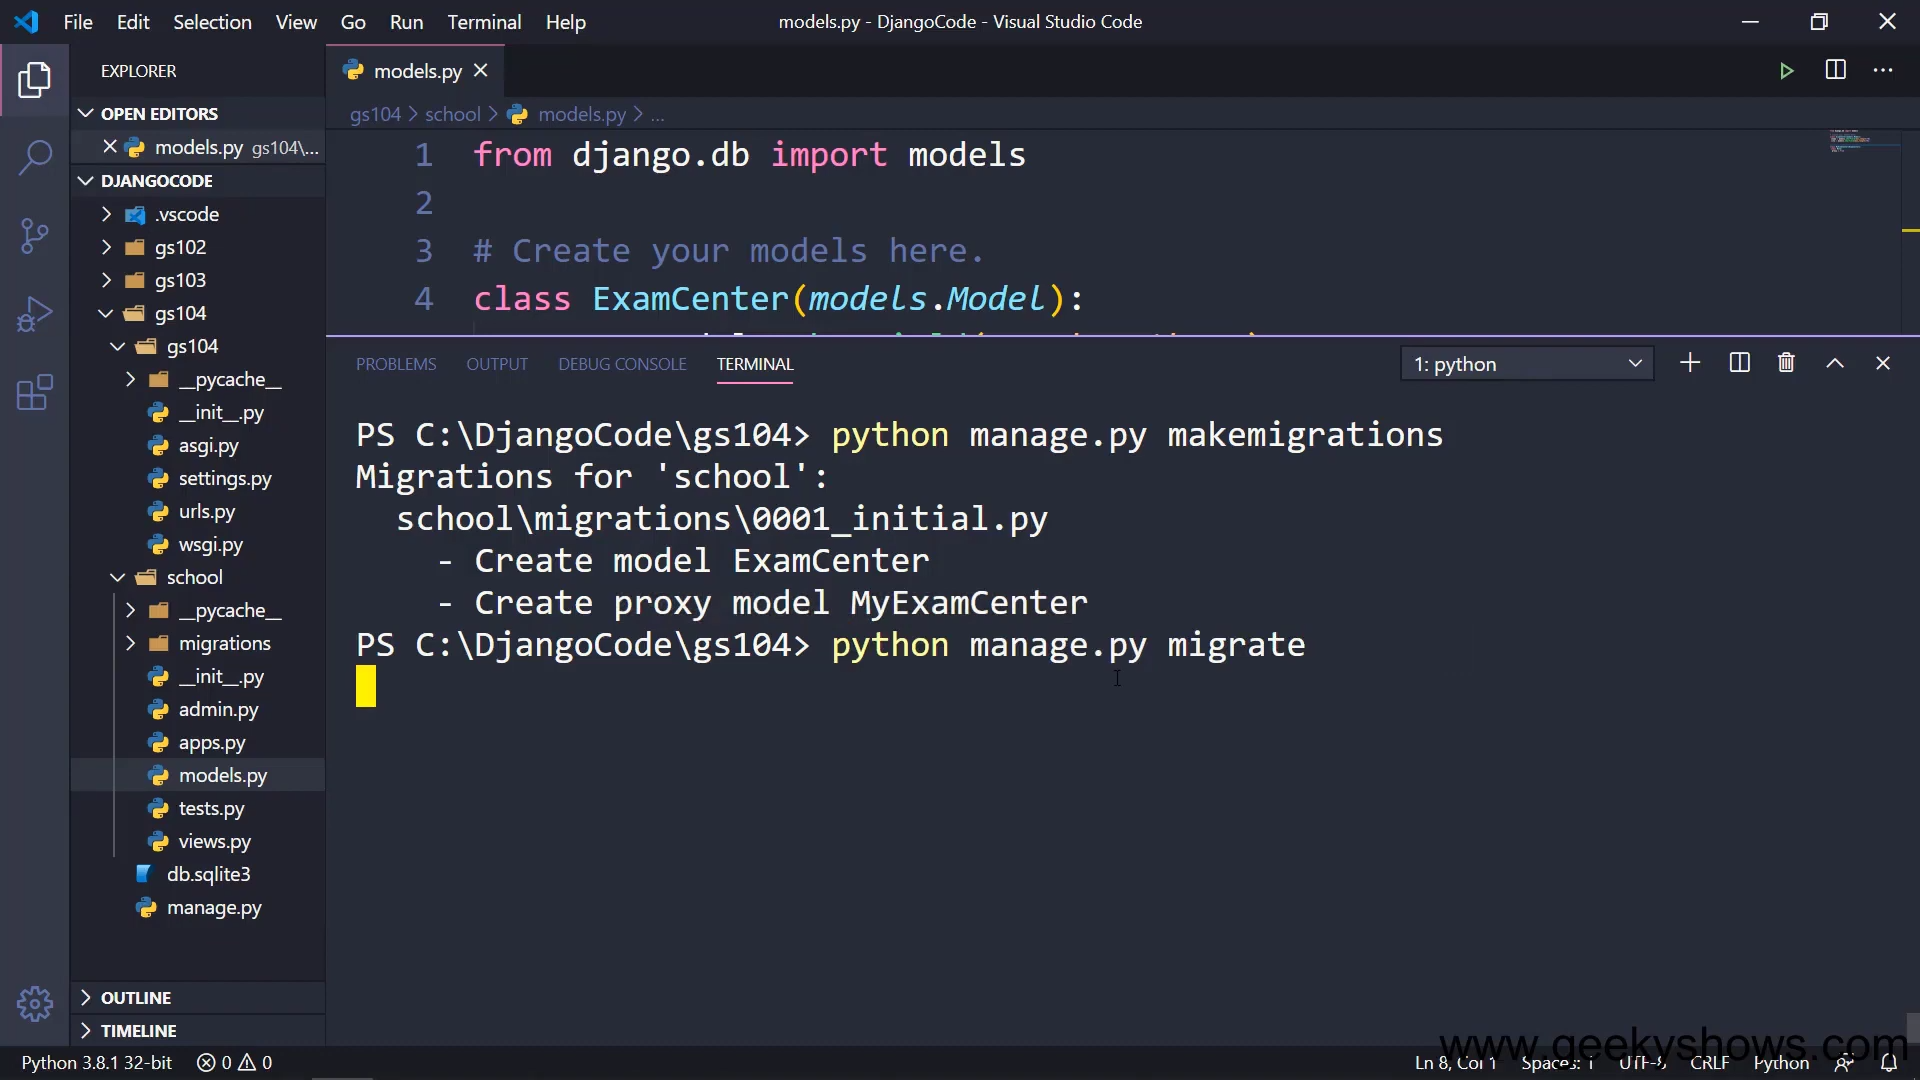 File Edit Selection View Go Run Terminal Help
models.py - DjangoCode - Visual Studio Code
EXPLORER
OPEN EDITORS
models.py gs104\...
DJANGOCODE
.vscode
gs102
gs103
gs104
gs104
__pycache__
__init__.py
asgi.py
settings.py
urls.py
wsgi.py
school
__pycache__
migrations
__init__.py
admin.py
apps.py
models.py
tests.py
views.py
db.sqlite3
manage.py
OUTLINE
TIMELINE
models.py
gs104 > school > models.py > ...
1 from django.db import models
2
3 # Create your models here.
4 class ExamCenter(models.Model):
PROBLEMS OUTPUT DEBUG CONSOLE TERMINAL
1: python
PS C:\DjangoCode\gs104> python manage.py makemigrations
Migrations for 'school':
school\migrations\0001_initial.py
- Create model ExamCenter
- Create proxy model MyExamCenter
PS C:\DjangoCode\gs104> python manage.py migrate
www.geekyshows.com
Python 3.8.1 32-bit 0 0
Ln 8, Col 1 Spaces: 1 UTF-8 CRLF Python